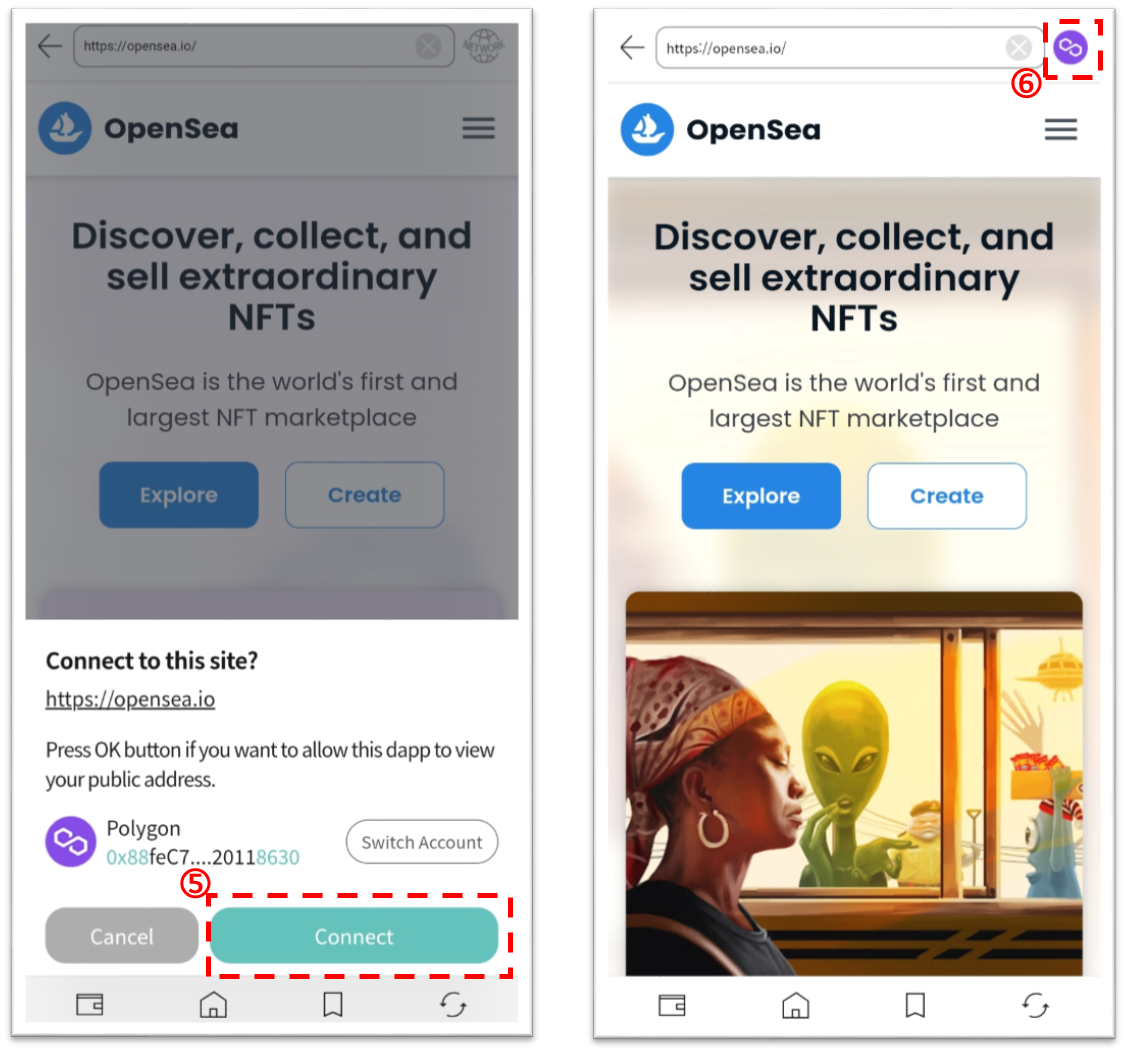 https://opensea.io/
NETWORK
OpenSea
Discover, collect, and
sell extraordinary
NFTs
OpenSea is the world's first and
largest NFT marketplace
Explore
Create
Connect to this site?
https://opensea.io
Press OK button if you want to allow this dapp to view
your public address.
Polygon
0x88feC7....20118630
Switch Account
⑤
Cancel
Connect
https://opensea.io/
⑥
OpenSea
Discover, collect, and
sell extraordinary
NFTs
OpenSea is the world's first and
largest NFT marketplace
Explore
Create